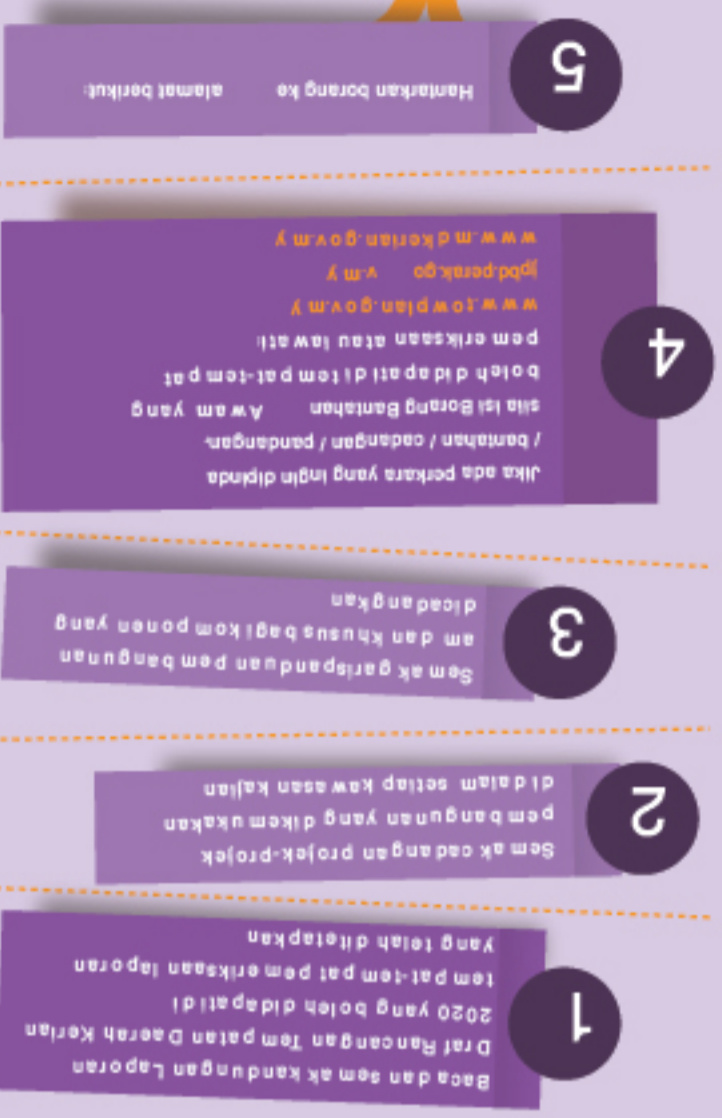 1
Baca dan semak kandungan Laporan
Draf Rancangan Tempatan Daerah Kerian
2020 yang boleh didapati di
tempat-tempat pemeriksaan laporan
yang telah ditetapkan
2
Semak cadangan projek-projek
pembangunan yang dikemukakan
di dalam setiap kawasan kajian
3
Semak garispanduan pembangunan
am dan khusus bagi komponen yang
dicadangkan
4
Jika ada perkara yang ingin dipinda
/ bantahan / cadangan / pandangan,
sila isi Borang Bantahan Awam yang
boleh didapati di tempat-tempat
pemeriksaan atau lawati:
www.towplan.gov.my
jpbd.perak.gov.my
www.mdkerian.gov.my
5
Hantarkan borang ke alamat berikut: